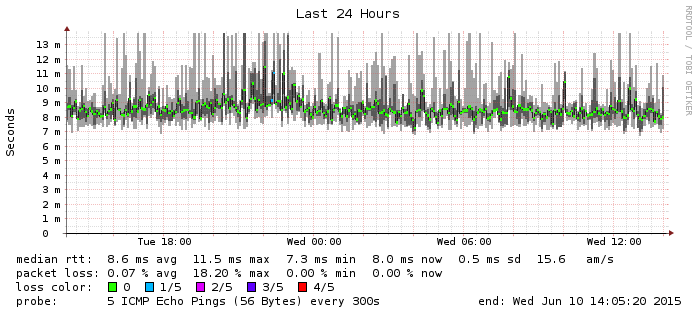 Last 24 Hours
RRDTOOL / TOBI OETIKER
Seconds
13 m
12 m
11 m
10 m
9 m
8 m
7 m
6 m
5 m
4 m
3 m
2 m
1 m
0
Tue 18:00 Wed 00:00 Wed 06:00 Wed 12:00
median rtt: 8.6 ms avg 11.5 ms max 7.3 ms min 8.0 ms now 0.5 ms sd 15.6 am/s
packet loss: 0.07 % avg 18.20 % max 0.00 % min 0.00 % now
loss color: 0 1/5 2/5 3/5 4/5
probe: 5 ICMP Echo Pings (56 Bytes) every 300s end: Wed Jun 10 14:05:20 2015